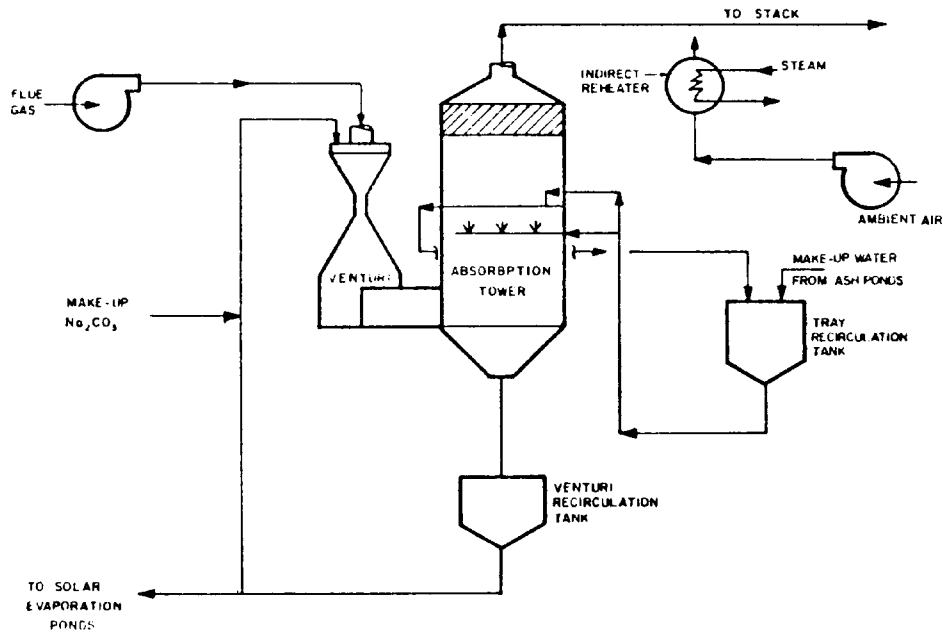 TO STACK
FLUE
GAS
INDIRECT
REHEATER
STEAM
AMBIENT AIR
VENTURI
ABSORBPTION
TOWER
MAKE-UP WATER
FROM ASH PONDS
MAKE-UP
Na2CO3
TRAY
RECIRCULATION
TANK
VENTURI
RECIRCULATION
TANK
TO SOLAR
EVAPORATION
PONDS